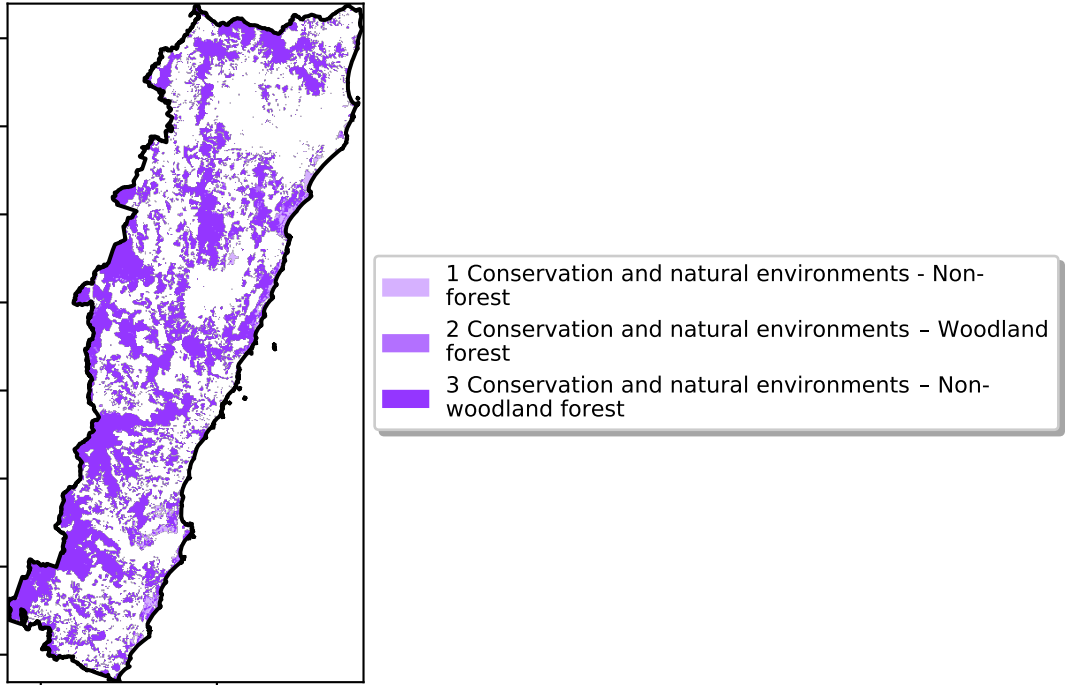 1 Conservation and natural environments - Non-
forest
2 Conservation and natural environments – Woodland
forest
3 Conservation and natural environments – Non-
woodland forest